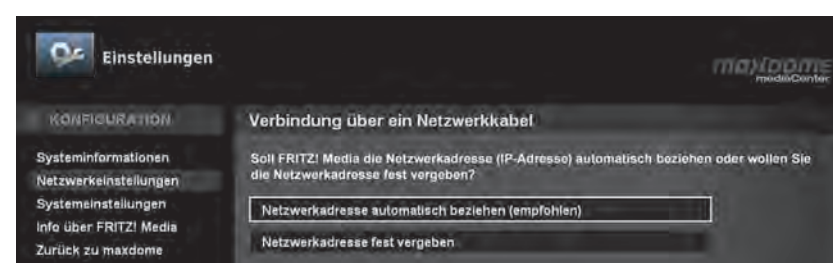 Einstellungen
maxdome
mediaCenter
KONFIGURATION
Systeminformationen
Netzwerkeinstellungen
Systemeinstellungen
Info über FRITZ! Media
Zurück zu maxdome
Verbindung über ein Netzwerkkabel
Soll FRITZ! Media die Netzwerkadresse (IP-Adresse) automatisch beziehen oder wollen Sie
die Netzwerkadresse fest vergeben?
Netzwerkadresse automatisch beziehen (empfohlen)
Netzwerkadresse fest vergeben